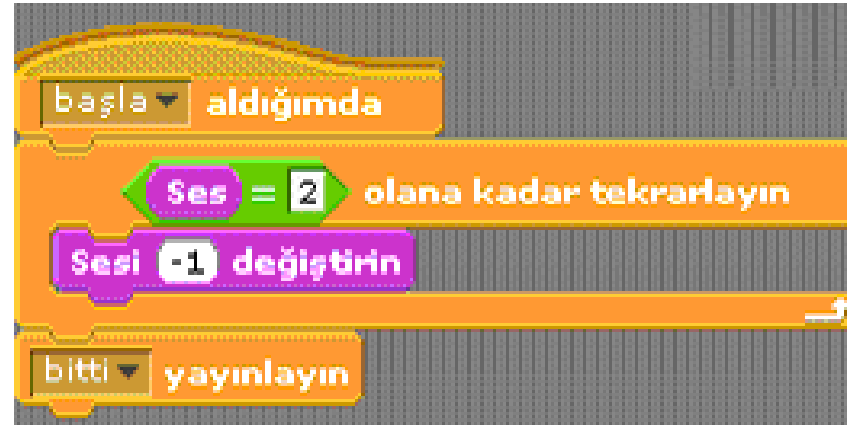 başla aldığımda
Ses = 2 olana kadar tekrarlayın
Sesi -1 değiştirin
bitti yayınlayın